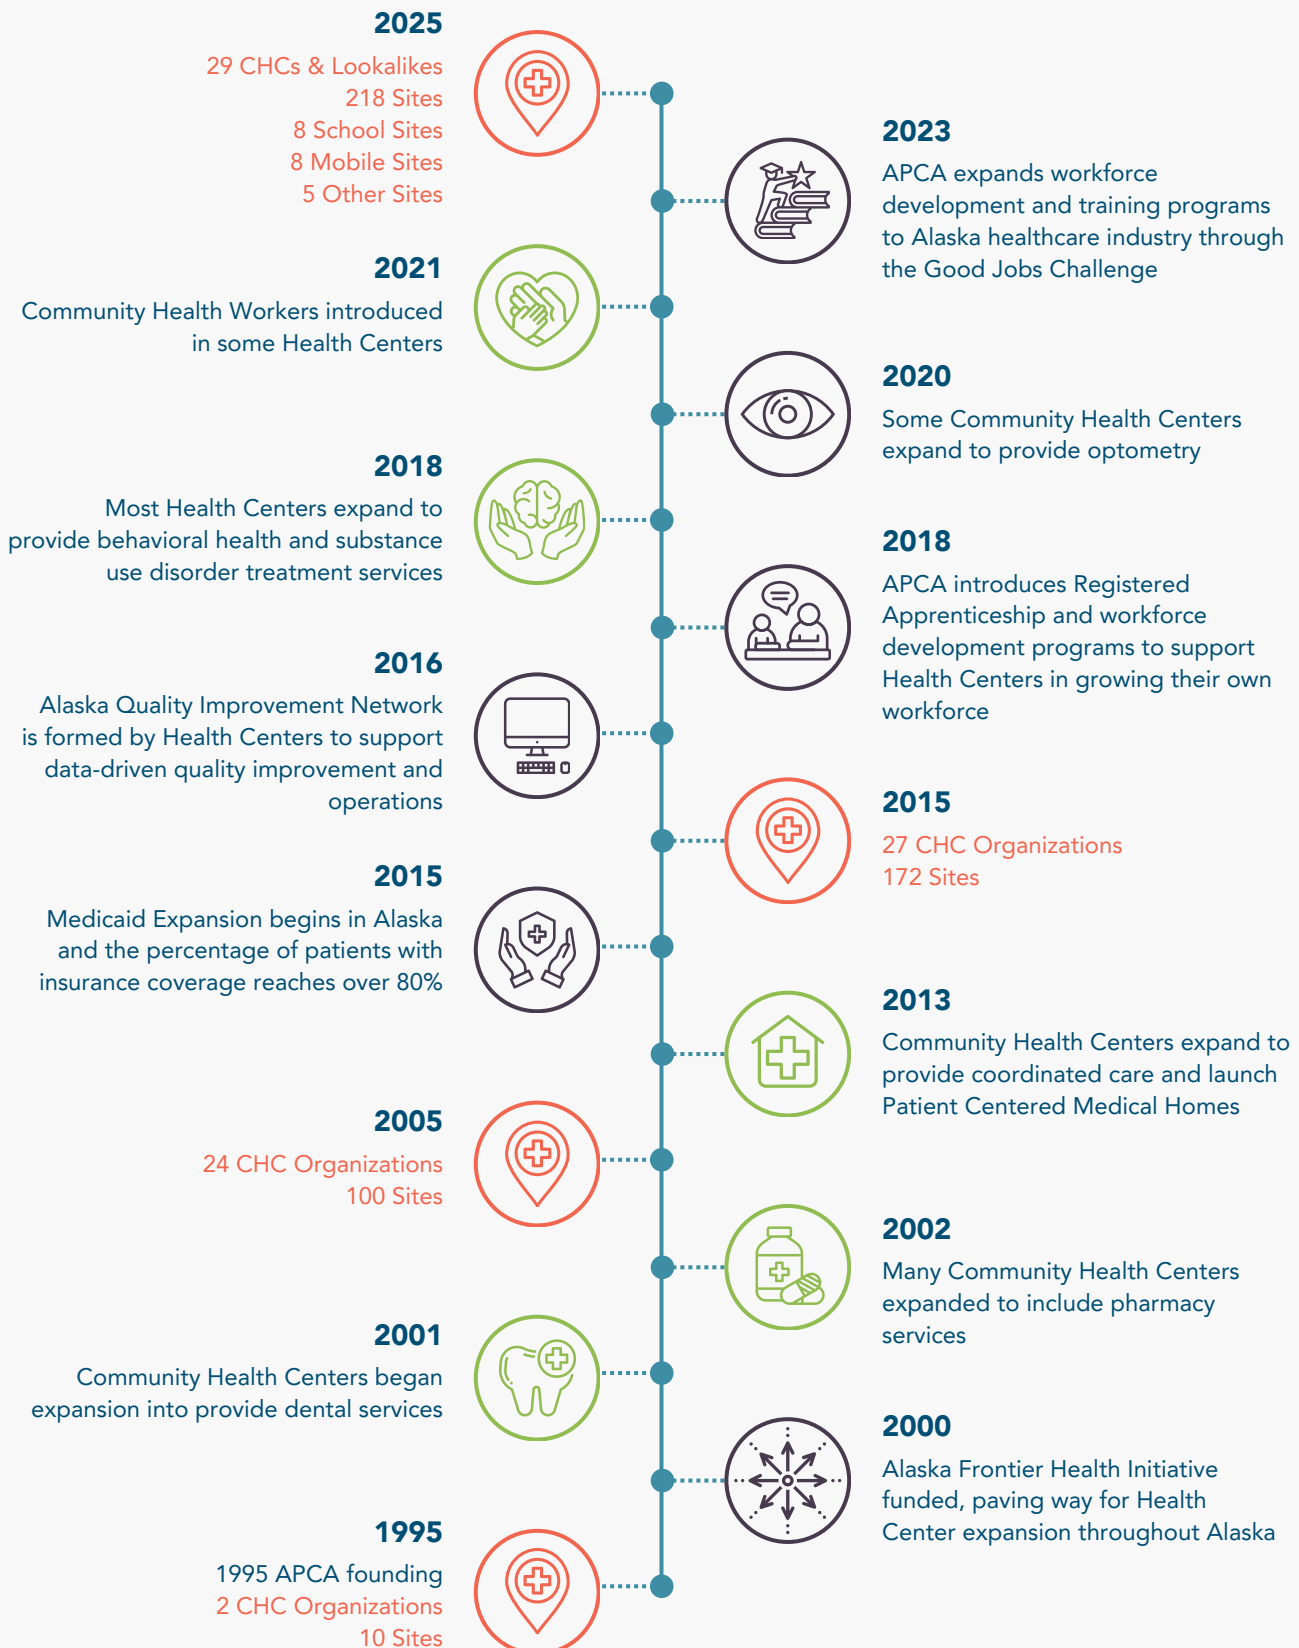 2025
29 CHCs & Lookalikes
218 Sites
8 School Sites
8 Mobile Sites
5 Other Sites
2023
APCA expands workforce
development and training programs
to Alaska healthcare industry through
the Good Jobs Challenge
2021
Community Health Workers introduced
in some Health Centers
2020
Some Community Health Centers
expand to provide optometry
2018
Most Health Centers expand to
provide behavioral health and substance
use disorder treatment services
2018
APCA introduces Registered
Apprenticeship and workforce
development programs to support
Health Centers in growing their own
workforce
2016
Alaska Quality Improvement Network
is formed by Health Centers to support
data-driven quality improvement and
operations
2015
27 CHC Organizations
172 Sites
2015
Medicaid Expansion begins in Alaska
and the percentage of patients with
insurance coverage reaches over 80%
2013
Community Health Centers expand to
provide coordinated care and launch
Patient Centered Medical Homes
2005
24 CHC Organizations
100 Sites
2002
Many Community Health Centers
expanded to include pharmacy
services
2001
Community Health Centers began
expansion into provide dental services
2000
Alaska Frontier Health Initiative
funded, paving way for Health
Center expansion throughout Alaska
1995
1995 APCA founding
2 CHC Organizations
10 Sites